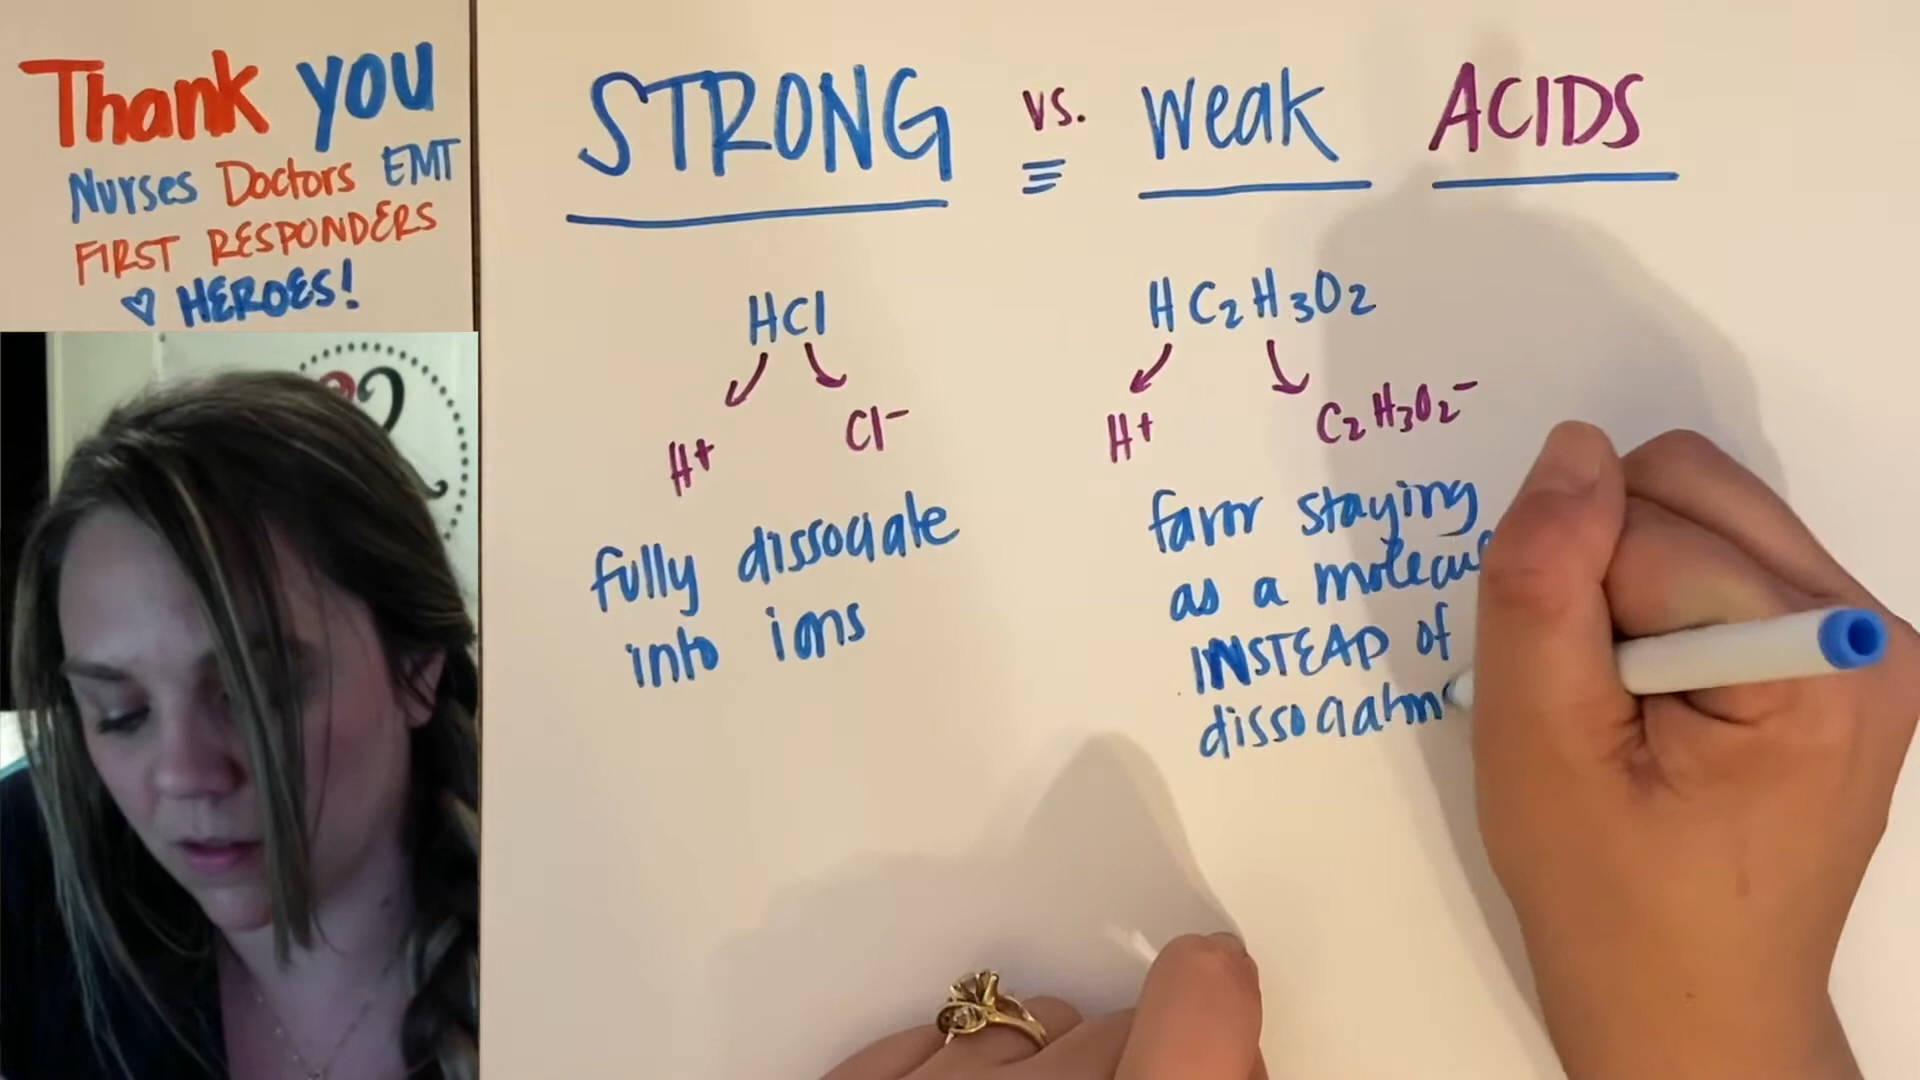 Thank you
Nurses Doctors EMT
FIRST RESPONDERS
♡ HEROES!
STRONG vs. weak ACIDS
HCl
H+ Cl-
fully dissociate
into ions
HC2H3O2
H+ C2H3O2-
favor staying
as a molecul
INSTEAD of